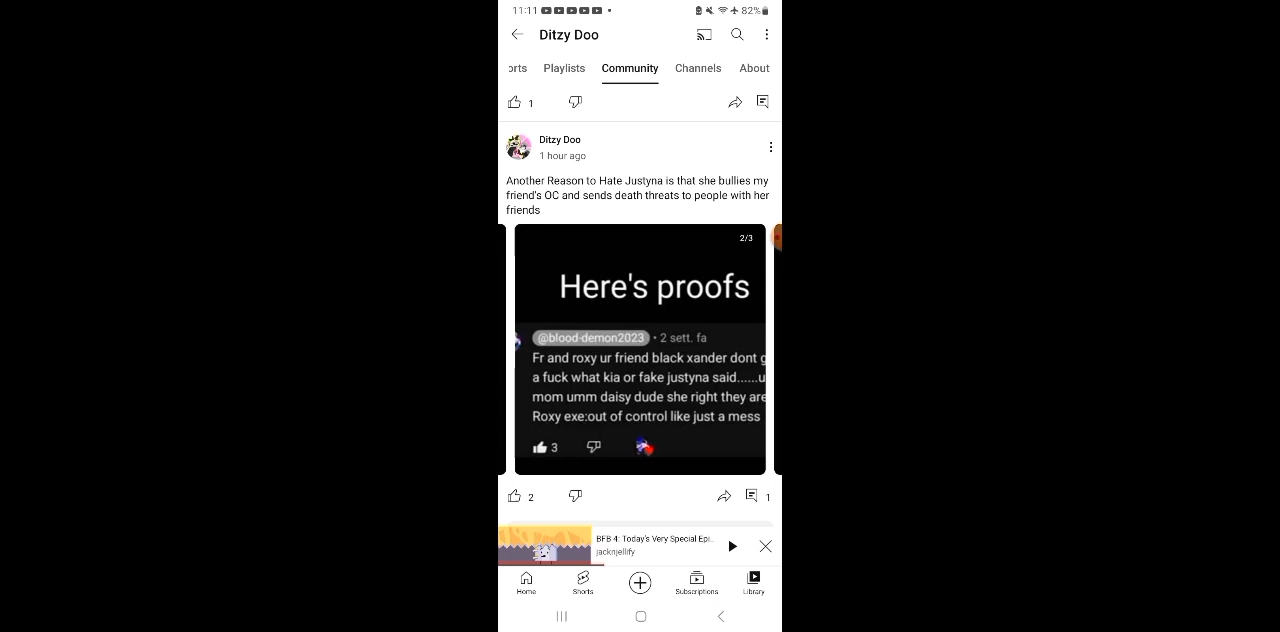 11:11 82%
Ditzy Doo
orts Playlists Community Channels About
1
Ditzy Doo
1 hour ago
Another Reason to Hate Justyna is that she bullies my
friend's OC and sends death threats to people with her
friends
2/3
Here's proofs
@blood-demon2023 • 2 sett. fa
Fr and roxy ur friend black xander dont g
a fuck what kia or fake justyna said......u
mom umm daisy dude she right they are
Roxy exe:out of control like just a mess
3
2 1
BFB 4: Today's Very Special Epi..
jacknjellify
Home Shorts Subscriptions Library